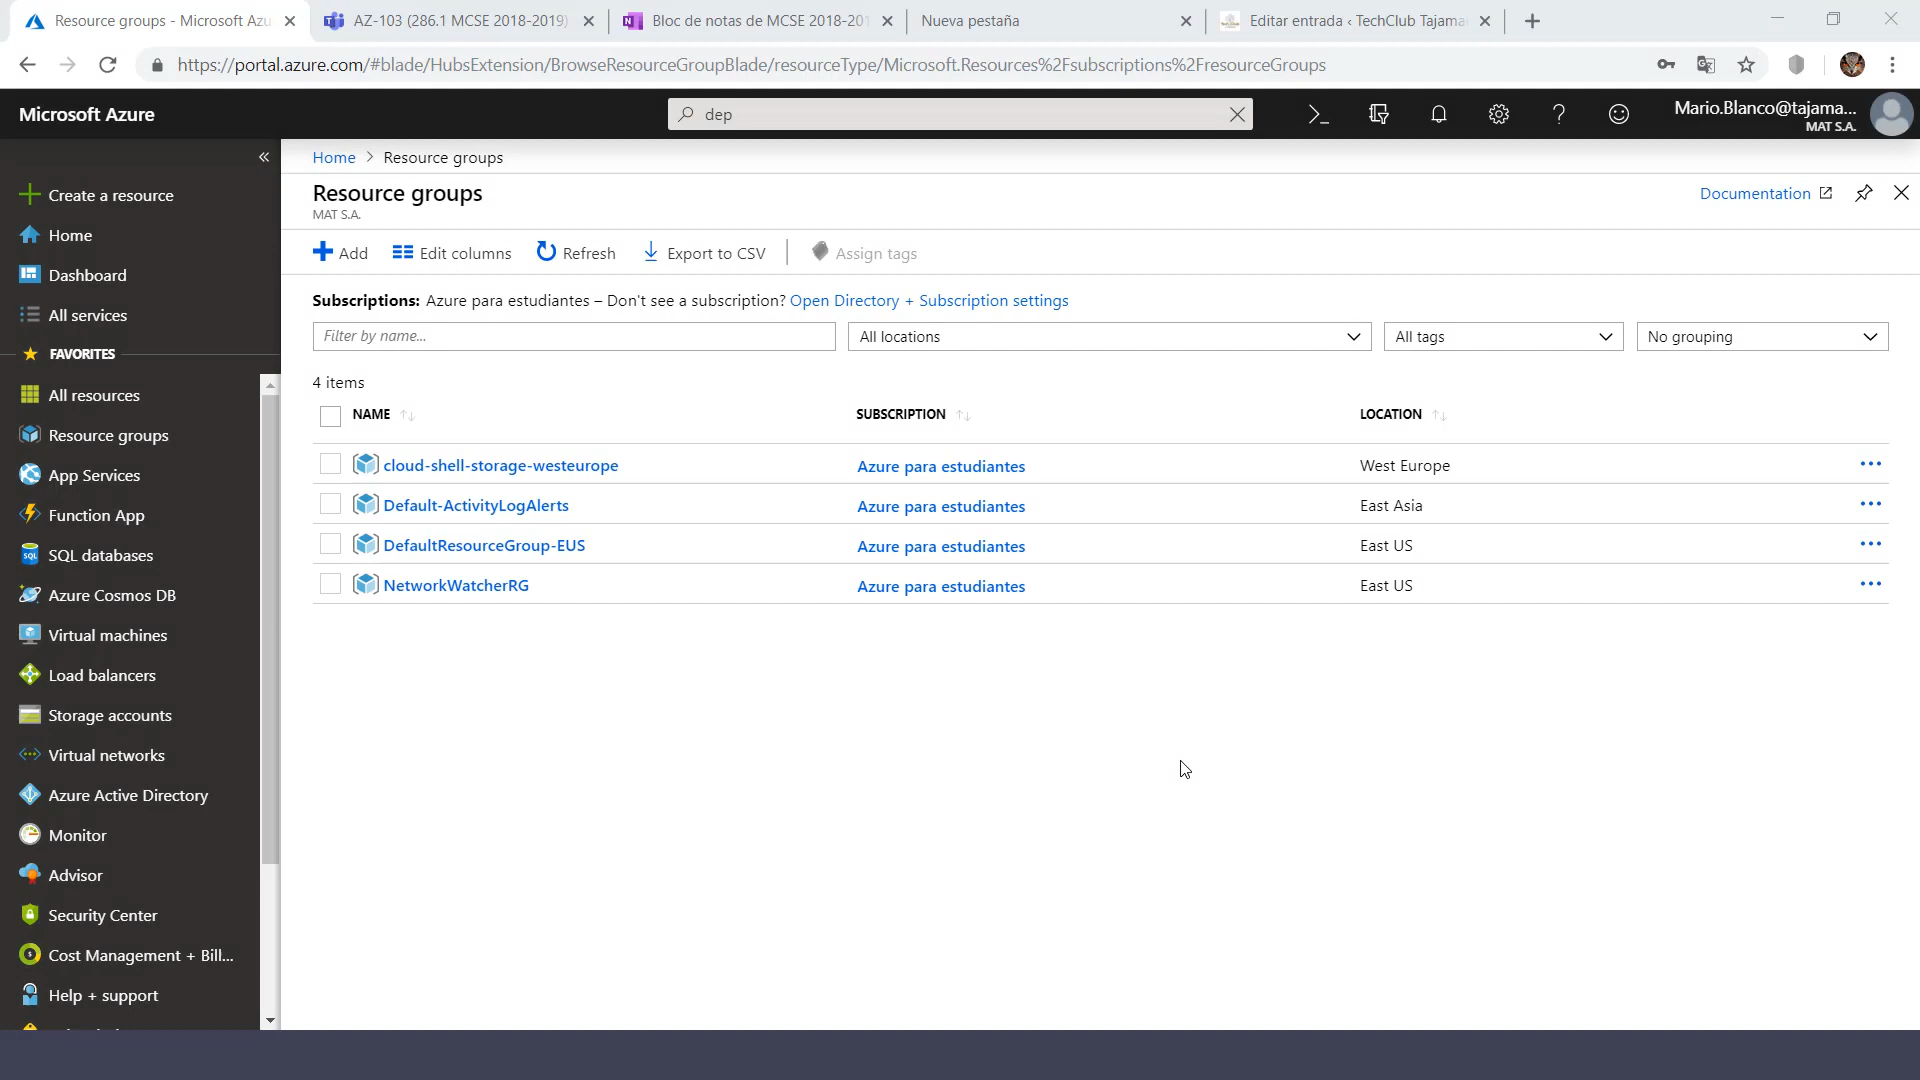 Resource groups - Microsoft Azu
AZ-103 (286.1 MCSE 2018-2019)
Bloc de notas de MCSE 2018-201
Nueva pestaña
Editar entrada ‹ TechClub Tajama
https://portal.azure.com/#blade/HubsExtension/BrowseResourceGroupBlade/resourceType/Microsoft.Resources%2Fsubscriptions%2FresourceGroups
Microsoft Azure
dep
Mario.Blanco@tajama...
MAT S.A.
Home > Resource groups
Resource groups
MAT S.A.
Documentation
Create a resource
Home
Dashboard
All services
FAVORITES
All resources
Resource groups
App Services
Function App
SQL databases
Azure Cosmos DB
Virtual machines
Load balancers
Storage accounts
Virtual networks
Azure Active Directory
Monitor
Advisor
Security Center
Cost Management + Bill...
Help + support
Add
Edit columns
Refresh
Export to CSV
Assign tags
Subscriptions: Azure para estudiantes – Don't see a subscription? Open Directory + Subscription settings
Filter by name...
All locations
All tags
No grouping
4 items
NAME SUBSCRIPTION LOCATION
cloud-shell-storage-westeurope Azure para estudiantes West Europe
Default-ActivityLogAlerts Azure para estudiantes East Asia
DefaultResourceGroup-EUS Azure para estudiantes East US
NetworkWatcherRG Azure para estudiantes East US